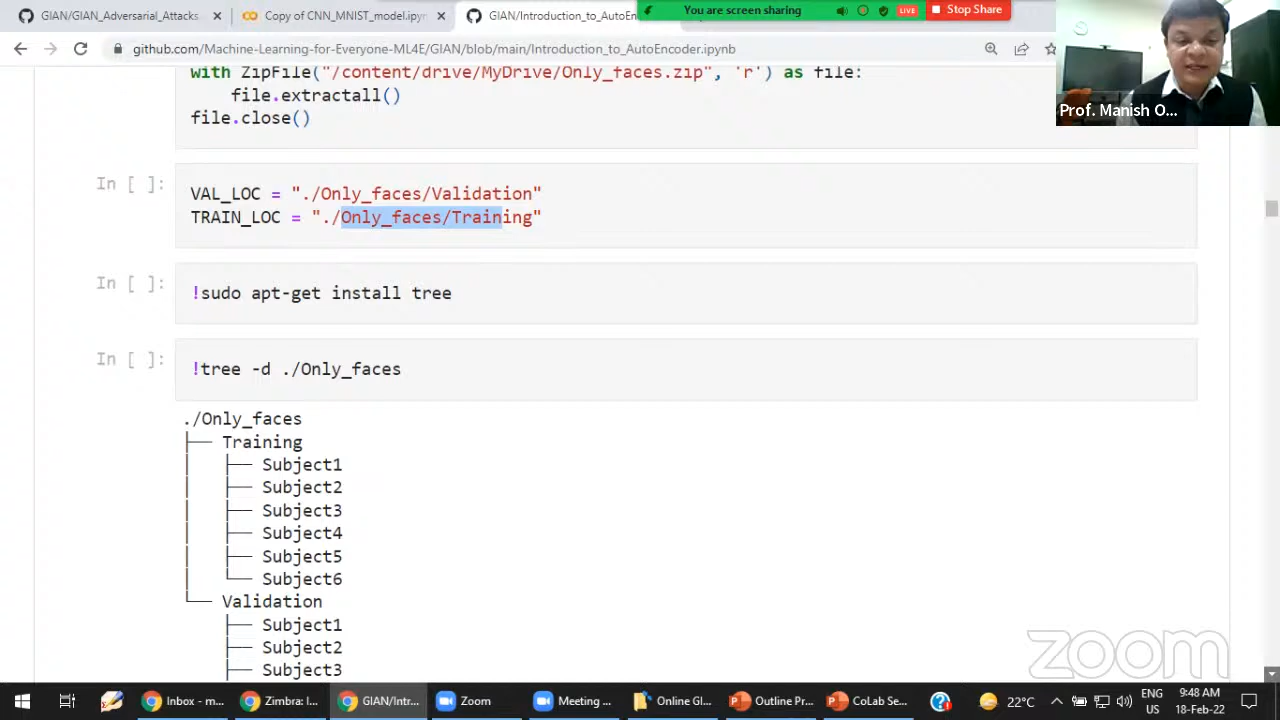 GIAN/GIAN_Adversarial_Attacks
Copy of CNN_MNIST_model.ipyn
GIAN/Introduction_to_AutoEn
You are screen sharing
LIVE
Stop Share
github.com/Machine-Learning-for-Everyone-ML4E/GIAN/blob/main/Introduction_to_AutoEncoder.ipynb
with ZipFile("/content/drive/MyDrive/Only_faces.zip", 'r') as file:
file.extractall()
file.close()
Prof. Manish O...
In [ ]:
VAL_LOC = "./Only_faces/Validation"
TRAIN_LOC = "./Only_faces/Training"
In [ ]:
!sudo apt-get install tree
In [ ]:
!tree -d ./Only_faces
./Only_faces
├── Training
│   ├── Subject1
│   ├── Subject2
│   ├── Subject3
│   ├── Subject4
│   ├── Subject5
│   └── Subject6
└── Validation
├── Subject1
├── Subject2
├── Subject3
zoom
Inbox - m...
Zimbra: I...
GIAN/Intr...
Zoom
Meeting ...
Online GI...
Outline Pr...
CoLab Se...
22°C
ENG
US
9:48 AM
18-Feb-22